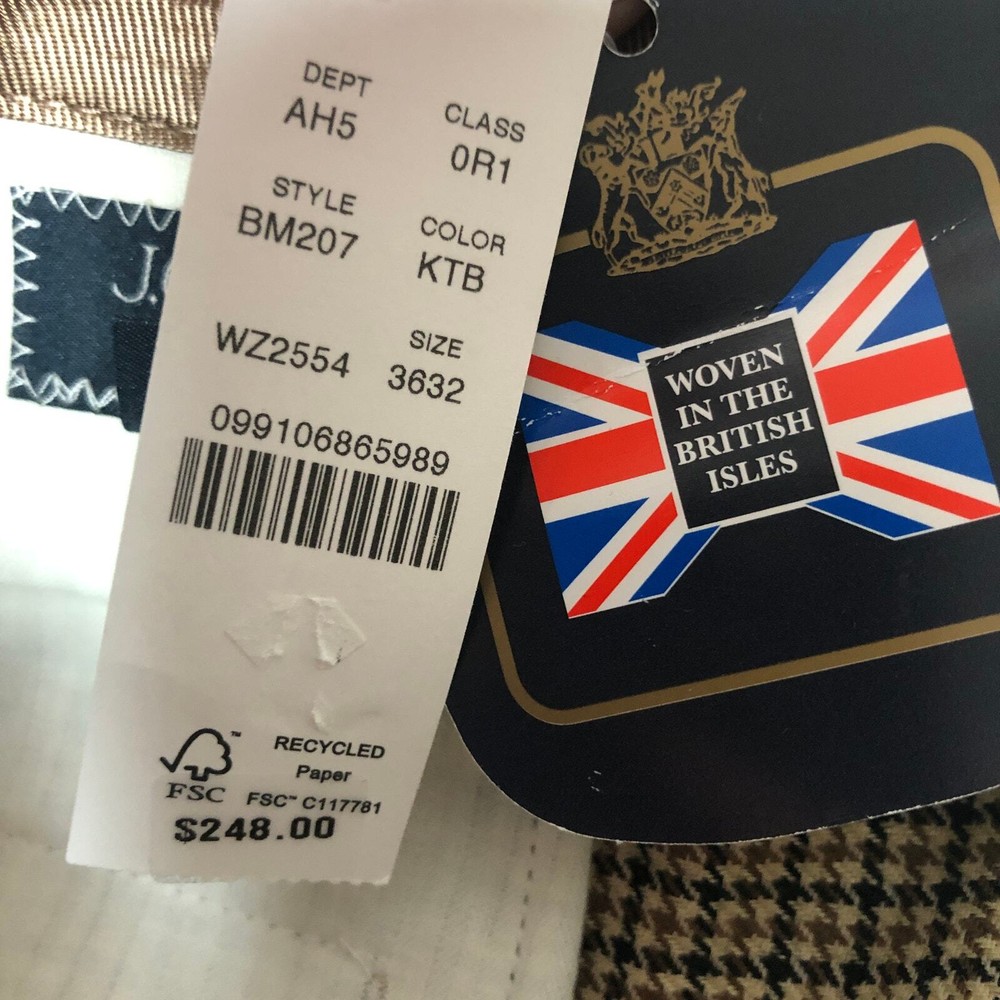 DEPT
AH5
CLASS
0R1
STYLE
BM207
COLOR
KTB
WZ2554
SIZE
3632
099106865989
RECYCLED
Paper
FSC
FSC™ C117781
$248.00
J.
WOVEN
IN THE
BRITISH
ISLES